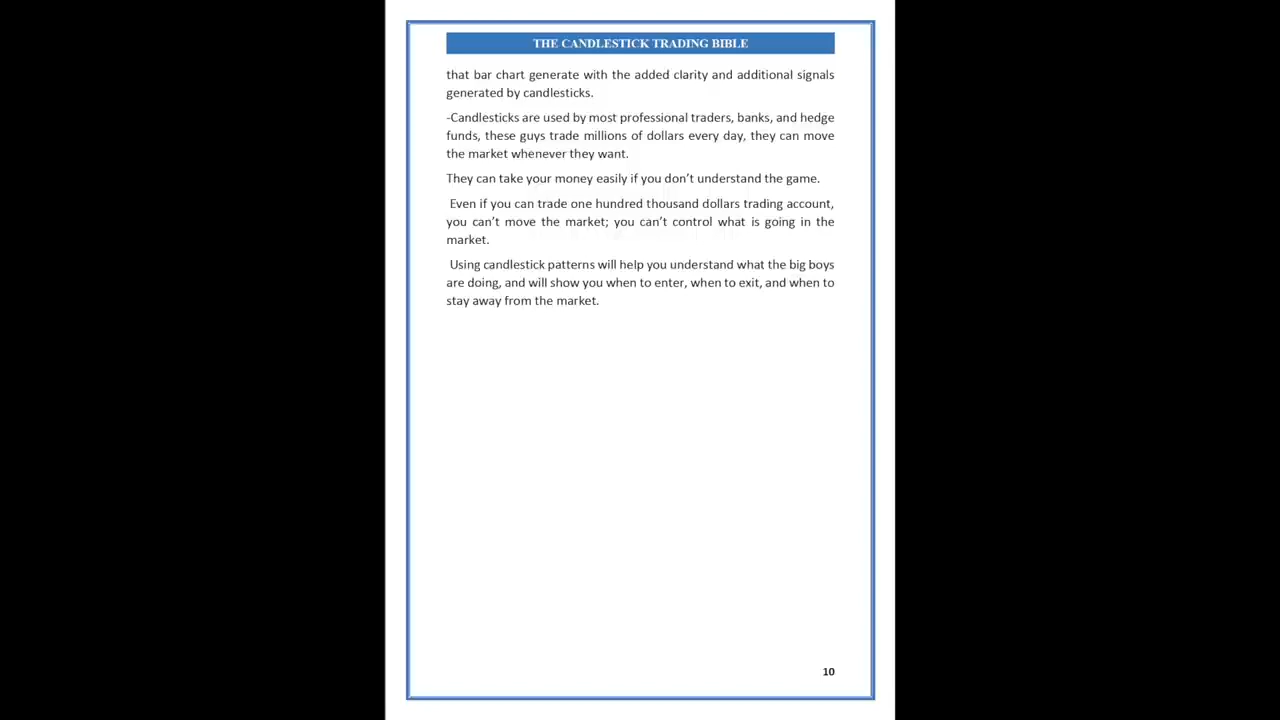 THE CANDLESTICK TRADING BIBLE
that bar chart generate with the added clarity and additional signals
generated by candlesticks.
-Candlesticks are used by most professional traders, banks, and hedge
funds, these guys trade millions of dollars every day, they can move
the market whenever they want.
They can take your money easily if you don’t understand the game.
Even if you can trade one hundred thousand dollars trading account,
you can’t move the market; you can’t control what is going in the
market.
Using candlestick patterns will help you understand what the big boys
are doing, and will show you when to enter, when to exit, and when to
stay away from the market.
10